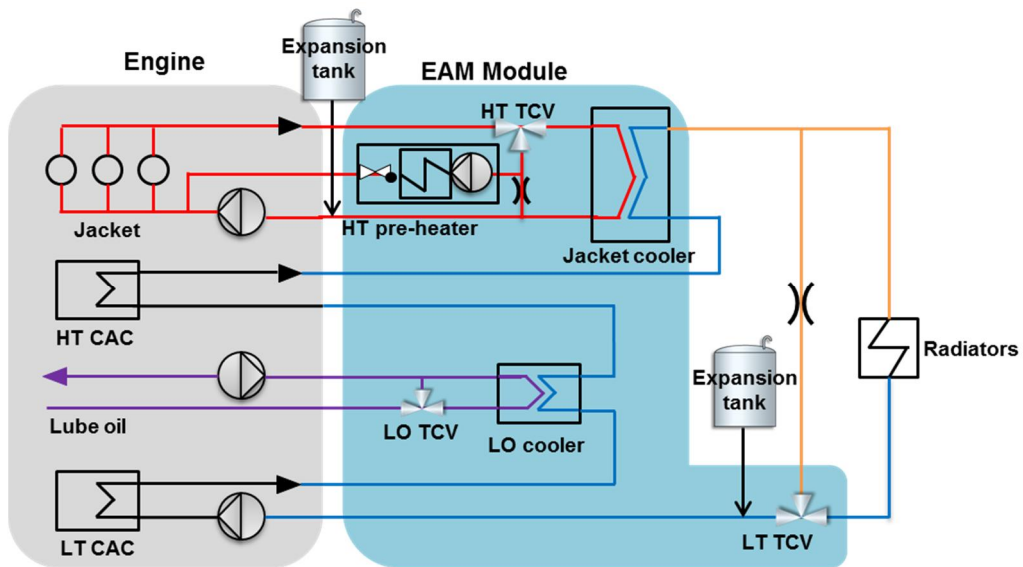 Engine
Expansion
tank
EAM Module
HT TCV
Jacket
HT pre-heater
Jacket cooler
HT CAC
Radiators
Expansion
tank
Lube oil
LO TCV
LO cooler
LT CAC
LT TCV